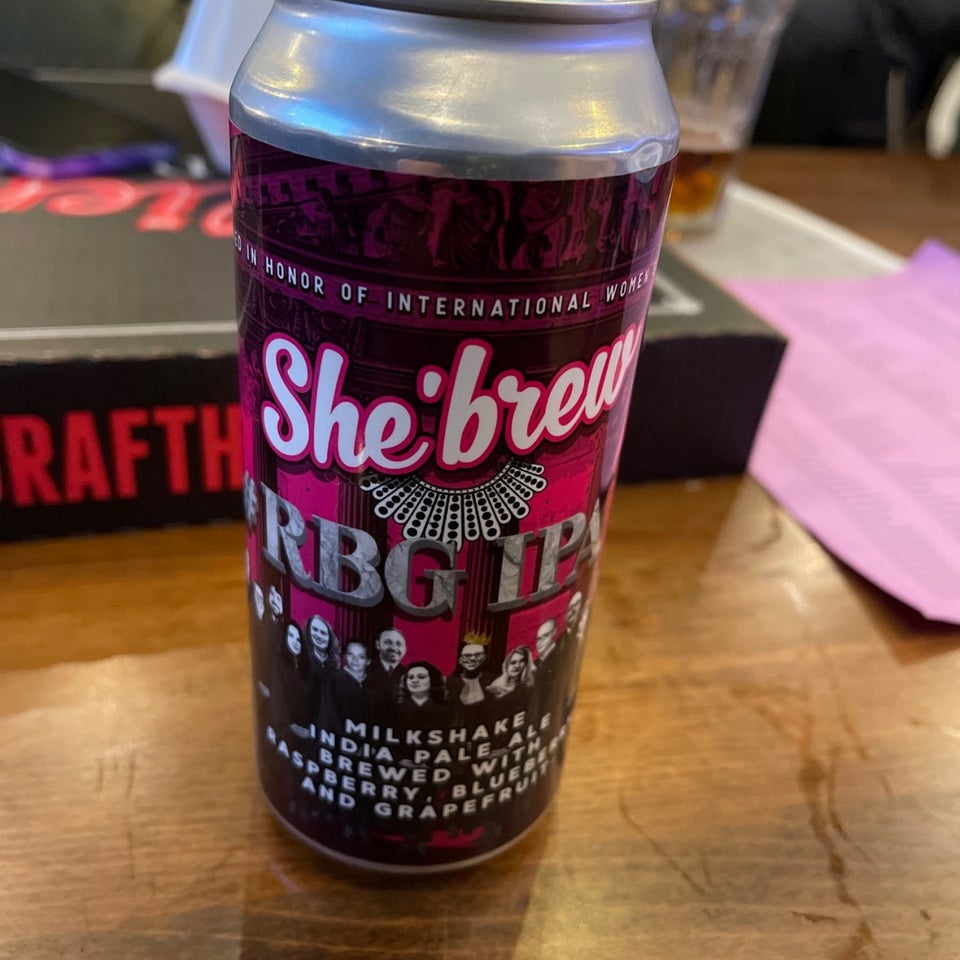 IN HONOR OF INTERNATIONAL WOMEN
She'brew
#RBG IPA
MILKSHAKE
INDIA PALE ALE
BREWED WITH
RASPBERRY, BLUEBERRY
AND GRAPEFRUIT
RAFTH